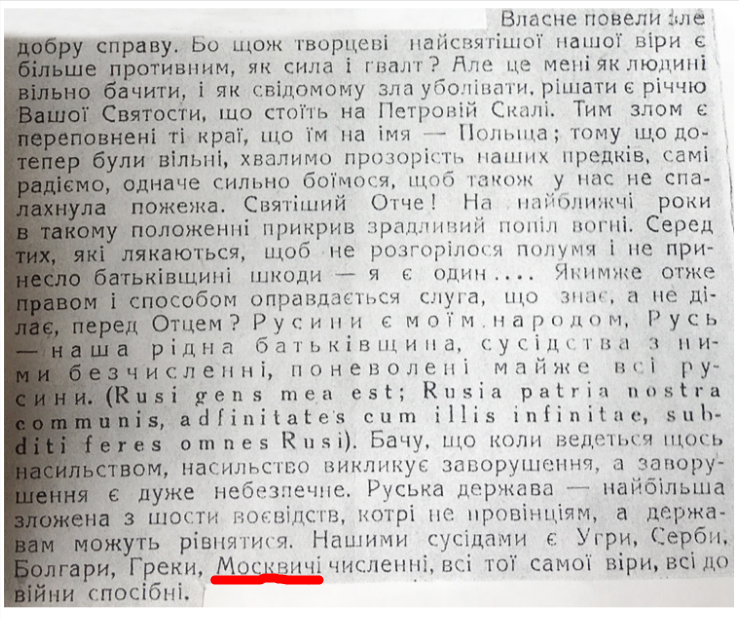 Власне повели зле
добру справу. Бо щож творцеві найсвятішої нашої віри є
більше противним, як сила і гвалт? Але це мені як людині
вільно бачити, і як свідомому зла уболівати, рішати є річчю
Вашої Святости, що стоїть на Петровій Скалі. Тим злом є
переповнені ті краї, що їм на імя — Польща; тому що до-
тепер були вільні, хвалимо прозорість наших предків, самі
радіємо, одначе сильно боїмося, щоб також у нас не спа-
лахнула пожежа. Святіший Отче! На найближчі роки
в такому положенні прикрив зрадливий попіл вогні. Серед
тих, які лякаються, щоб не розгорілося полумя і не при-
несло батьківщині шкоди — я є один.... Якимже отже
правом і способом оправдається слуга, що знає, а не ді-
лає, перед Отцем? Русини є моїм народом, Русь
— наша рідна батьківщина, сусідства з ни-
ми безчисленні, поневолені майже всі ру-
сини. (Rusi gens mea est; Rusia patria nostra
communis, adfinitates cum illis infinitae, sub-
diti feres omnes Rusi). Бачу, що коли ведеться щось
насильством, насильство викликує заворушення, а завору-
шення є дуже небезпечне. Руська держава — найбільша
зложена з шости воєвідств, котрі не провінціям, а держа-
вам можуть рівнятися. Нашими сусідами є Угри, Серби,
Болгари, Греки, Москвичі численні, всі тої самої віри, всі до
війни спосібні.